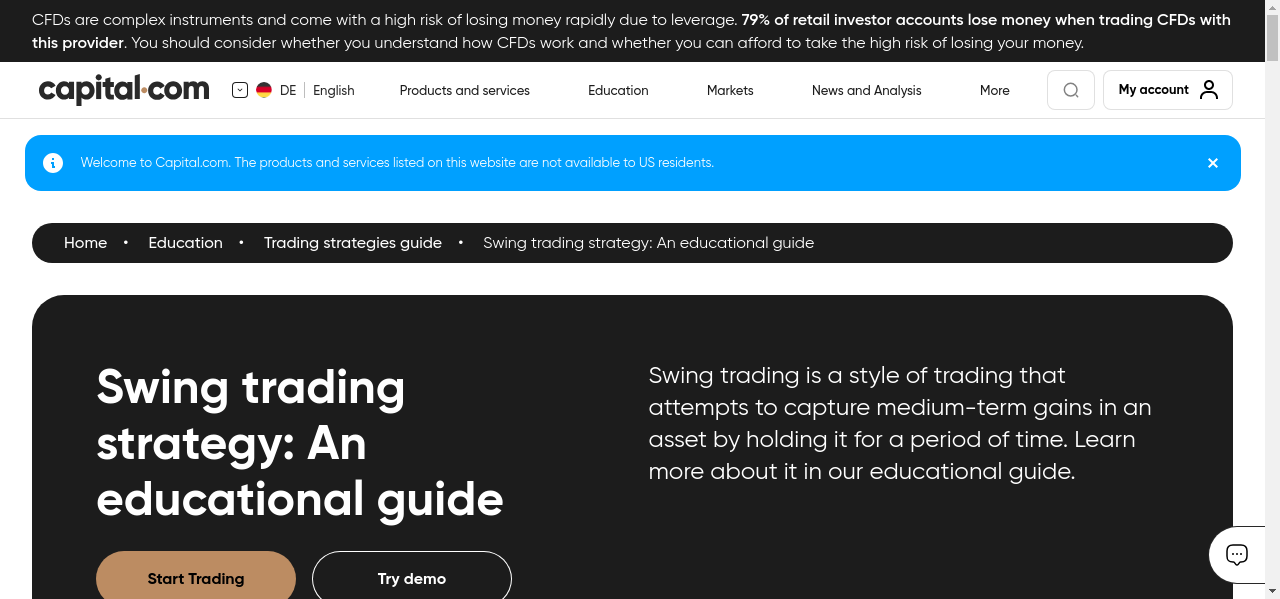 CFDs are complex instruments and come with a high risk of losing money rapidly due to leverage. 79% of retail investor accounts lose money when trading CFDs with
this provider. You should consider whether you understand how CFDs work and whether you can afford to take the high risk of losing your money.
capital.com DE English Products and services Education Markets News and Analysis More My account
Welcome to Capital.com. The products and services listed on this website are not available to US residents.
Home • Education • Trading strategies guide • Swing trading strategy: An educational guide
Swing trading
strategy: An
educational guide
Swing trading is a style of trading that
attempts to capture medium-term gains in an
asset by holding it for a period of time. Learn
more about it in our educational guide.
Start Trading Try demo